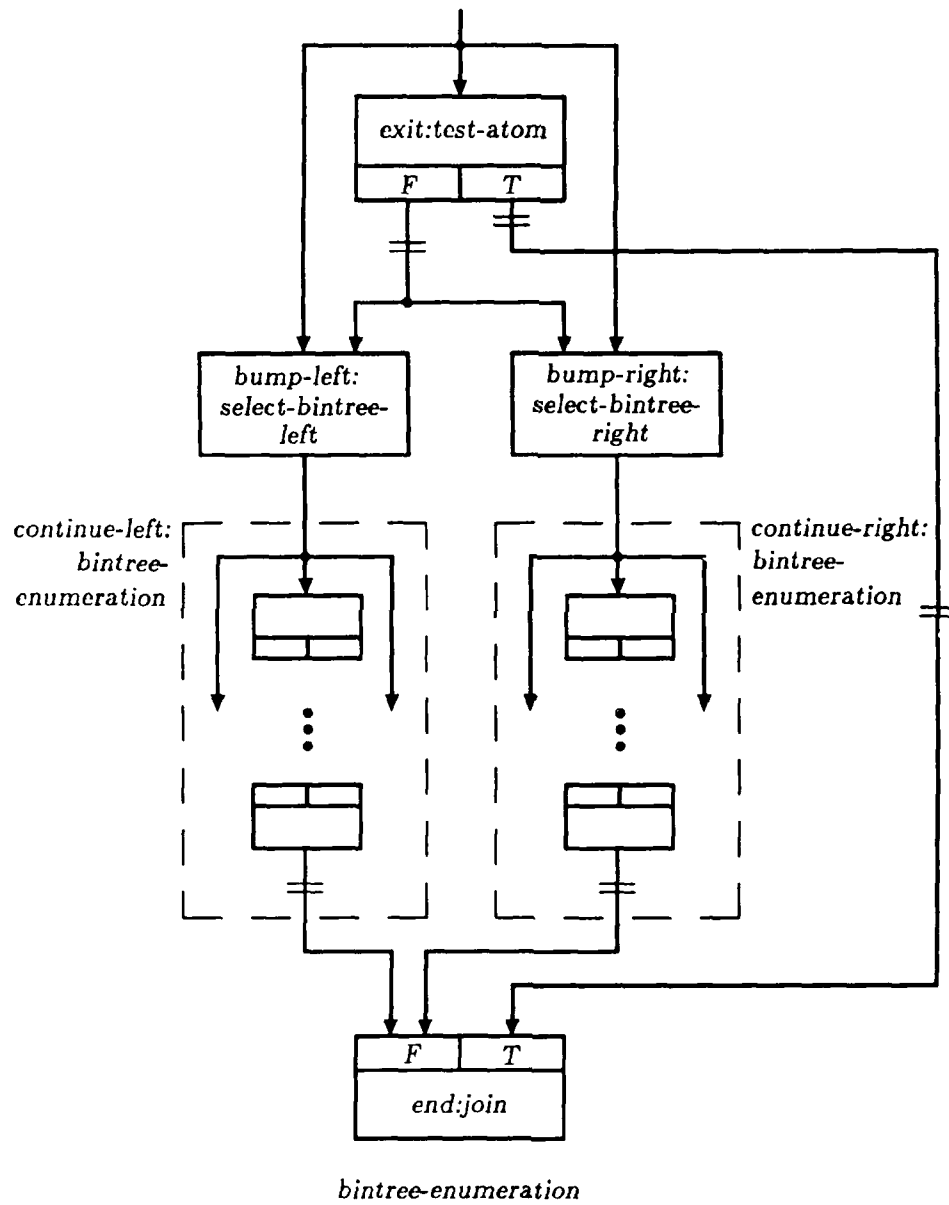 exit:test-atom
F
T
bump-left:
select-bintree-
left
bump-right:
select-bintree-
right
continue-left:
bintree-
enumeration
continue-right:
bintree-
enumeration
F
T
end:join
bintree-enumeration